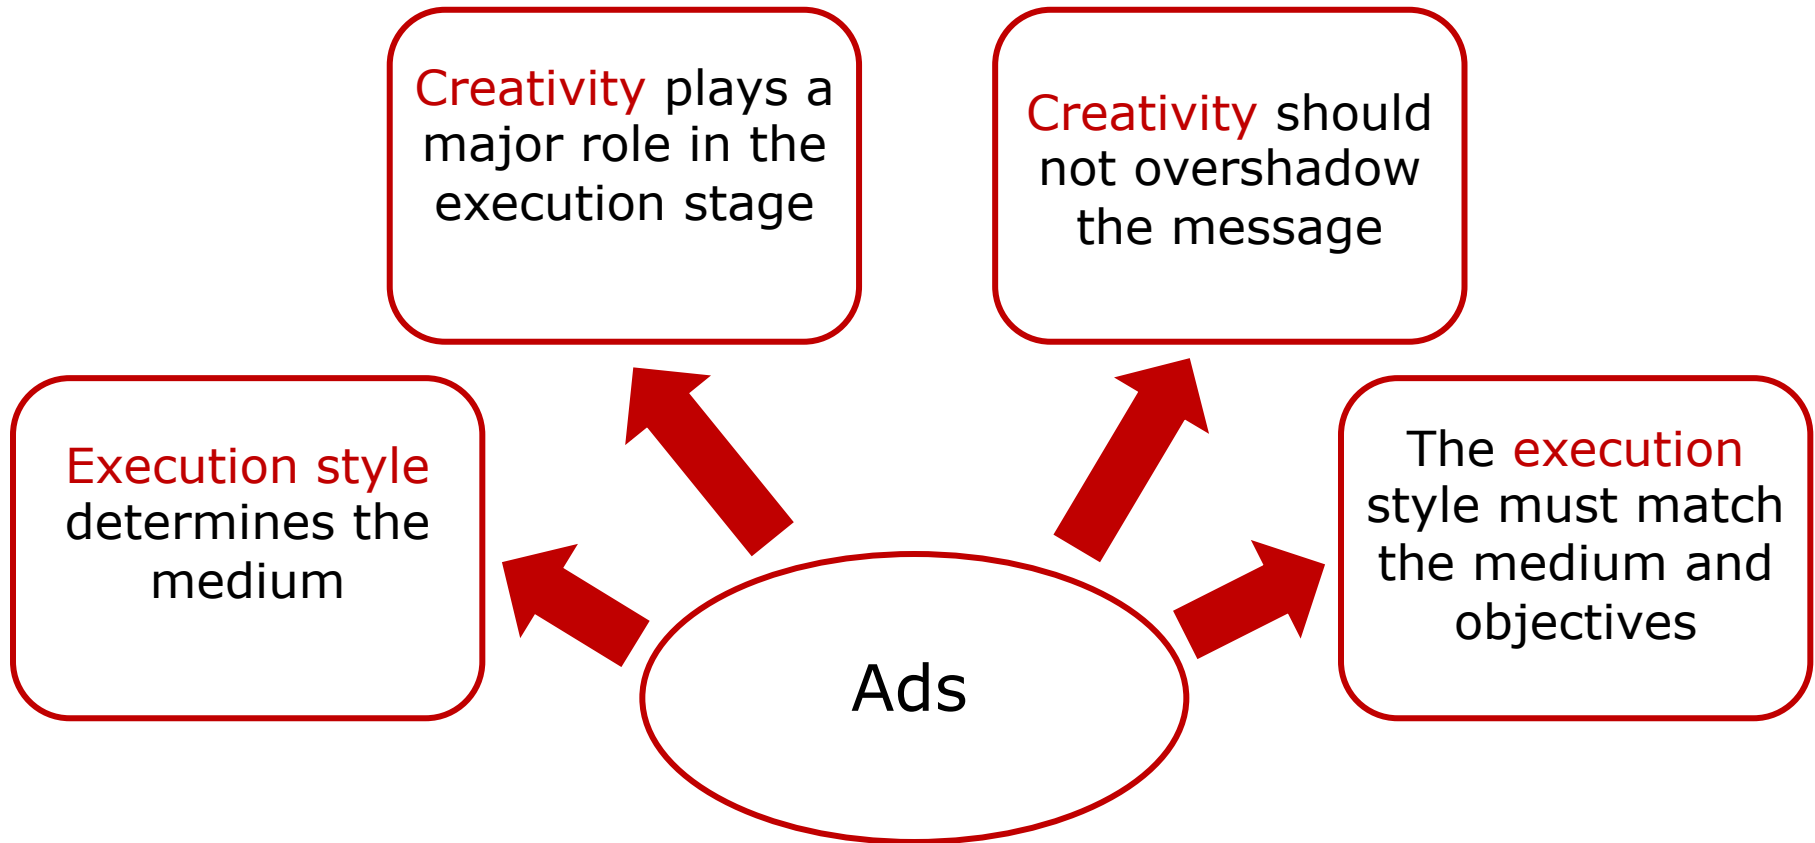 Creativity plays a
major role in the
execution stage
Creativity should
not overshadow
the message
Execution style
determines the
medium
The execution
style must match
the medium and
objectives
Ads